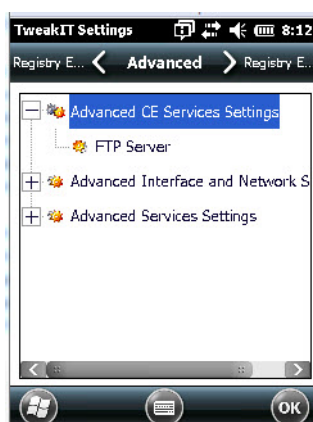 TweakIT Settings 8:12
Registry E... Advanced Registry E..
Advanced CE Services Settings
FTP Server
Advanced Interface and Network S
Advanced Services Settings
OK